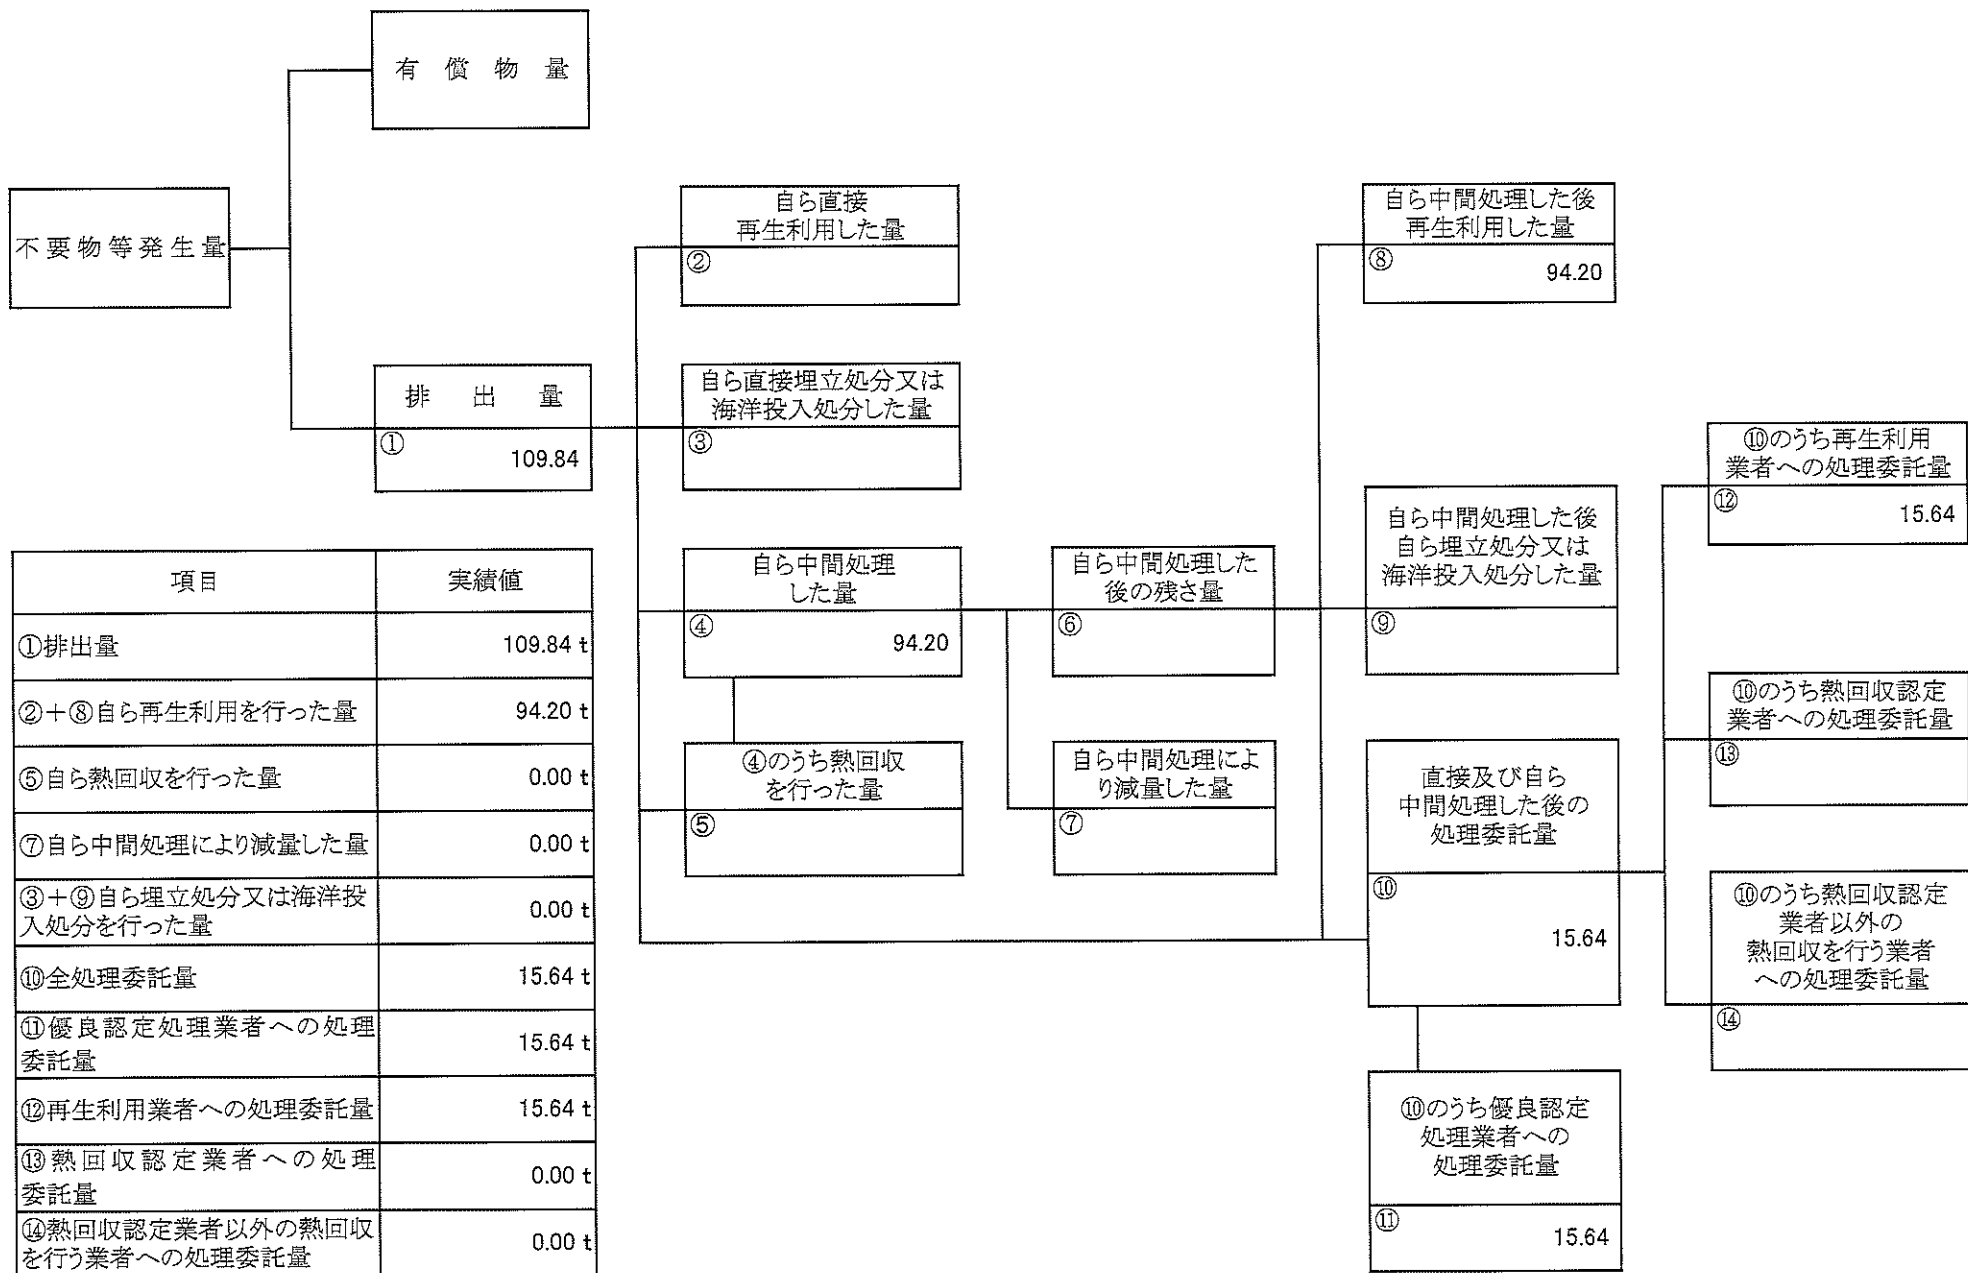 有償物量
不要物等発生量
排出量
①
109.84
自ら直接
再生利用した量
②
自ら直接埋立処分又は
海洋投入処分した量
③
自ら中間処理
した量
④
94.20
④のうち熱回収
を行った量
⑤
自ら中間処理した
後の残さ量
⑥
自ら中間処理によ
り減量した量
⑦
自ら中間処理した後
再生利用した量
⑧
94.20
自ら中間処理した後
自ら埋立処分又は
海洋投入処分した量
⑨
直接及び自ら
中間処理した後の
処理委託量
⑩
15.64
⑩のうち優良認定
処理業者への
処理委託量
⑪
15.64
⑩のうち再生利用
業者への処理委託量
⑫
15.64
⑩のうち熱回収認定
業者への処理委託量
⑬
⑩のうち熱回収認定
業者以外の
熱回収を行う業者
への処理委託量
⑭
項目 実績値
①排出量 109.84 t
②+⑧自ら再生利用を行った量 94.20 t
⑤自ら熱回収を行った量 0.00 t
⑦自ら中間処理により減量した量 0.00 t
③+⑨自ら埋立処分又は海洋投
入処分を行った量 0.00 t
⑩全処理委託量 15.64 t
⑪優良認定処理業者への処理
委託量 15.64 t
⑫再生利用業者への処理委託量 15.64 t
⑬熱回収認定業者への処理
委託量 0.00 t
⑭熱回収認定業者以外の熱回収
を行う業者への処理委託量 0.00 t